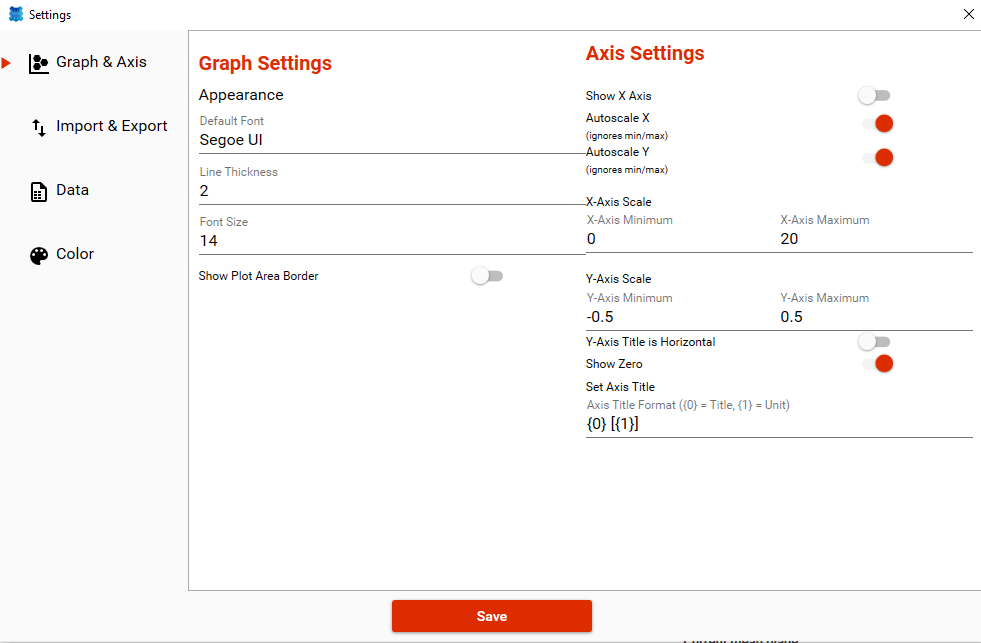 Settings
Graph & Axis
Import & Export
Data
Color
Graph Settings
Appearance
Default Font
Segoe UI
Line Thickness
2
Font Size
14
Show Plot Area Border
Axis Settings
Show X Axis
Autoscale X
(ignores min/max)
Autoscale Y
(ignores min/max)
X-Axis Scale
X-Axis Minimum X-Axis Maximum
0 20
Y-Axis Scale
Y-Axis Minimum Y-Axis Maximum
-0.5 0.5
Y-Axis Title is Horizontal
Show Zero
Set Axis Title
Axis Title Format ({0} = Title, {1} = Unit)
{0} [{1}]
Save